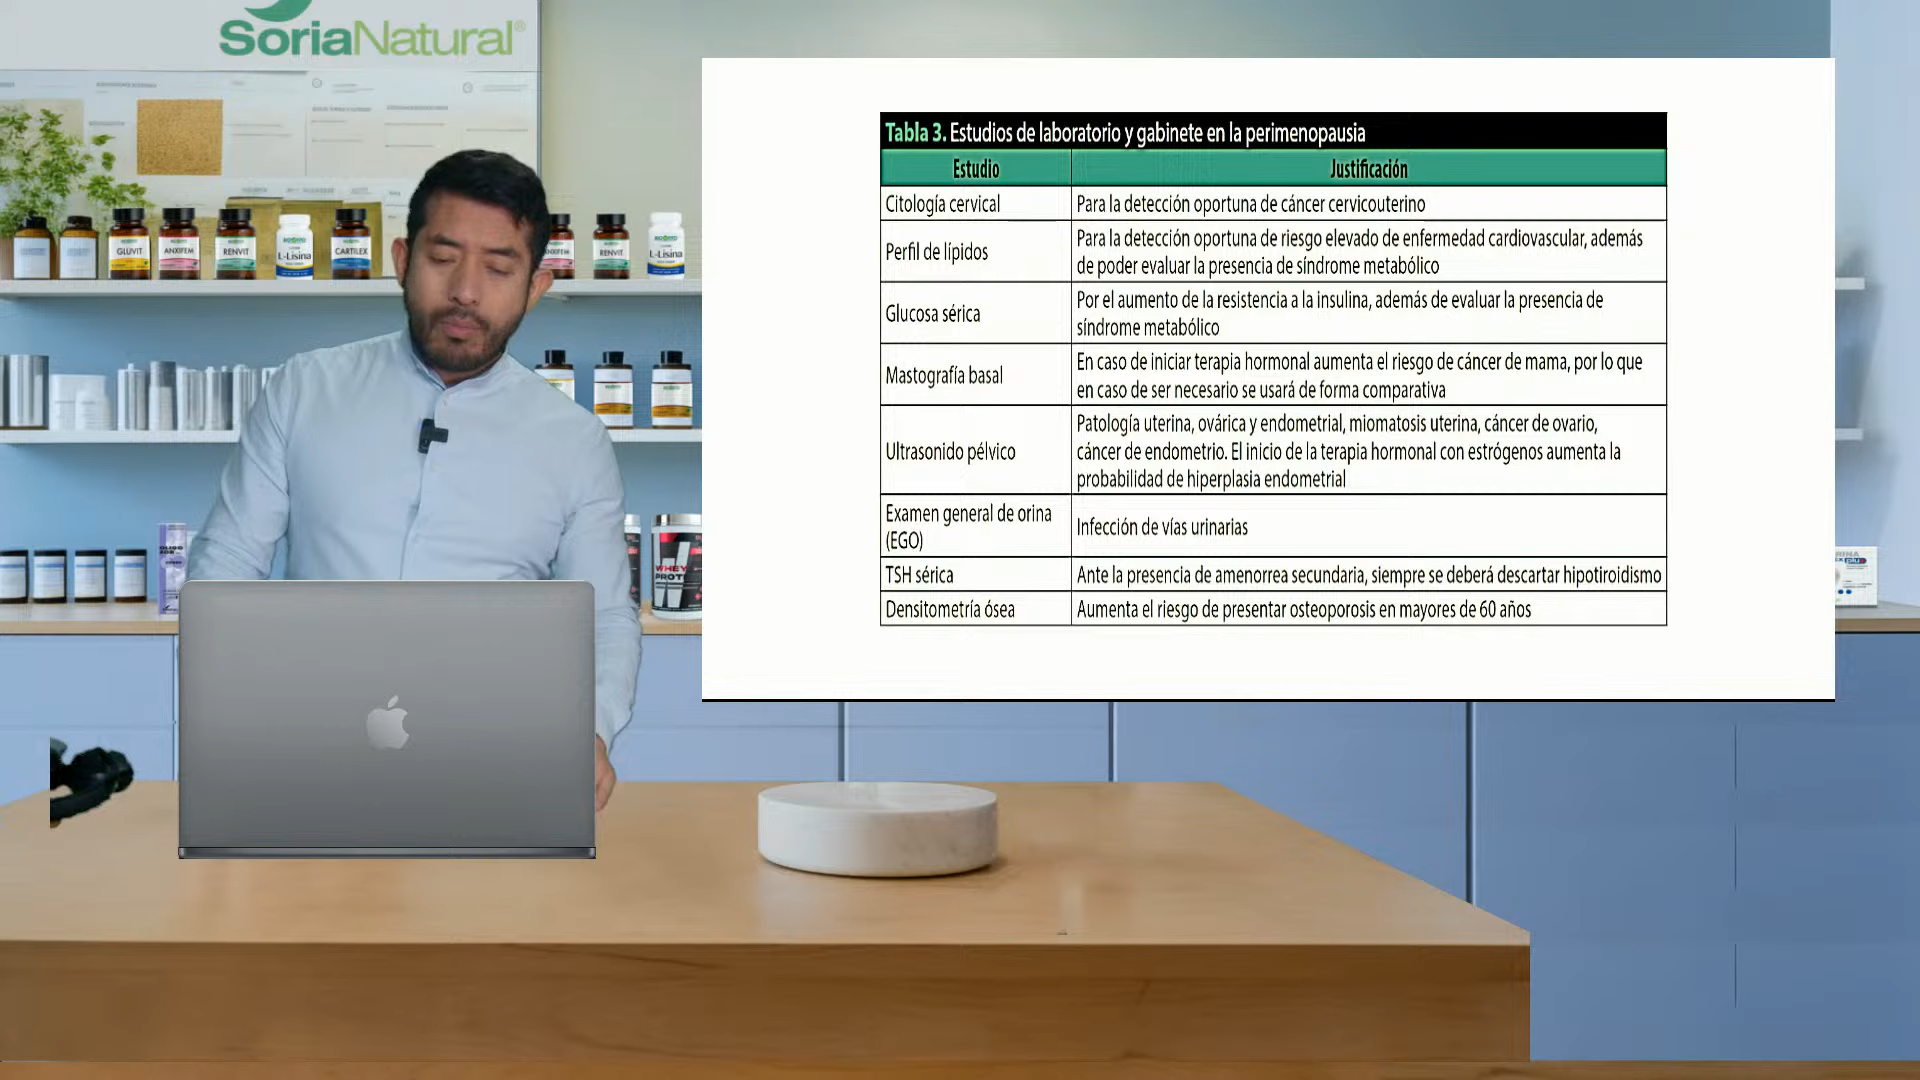 SoriaNatural®
GLUVIT
ANXIFEM
RENVIT
L-Lisina
CARTILEX
ANXIFEM
RENVIT
L-Lisina
WHEY
PROT
Tabla 3. Estudios de laboratorio y gabinete en la perimenopausia
Estudio
Justificación
Citología cervical
Para la detección oportuna de cáncer cervicouterino
Perfil de lípidos
Para la detección oportuna de riesgo elevado de enfermedad cardiovascular, además
de poder evaluar la presencia de síndrome metabólico
Glucosa sérica
Por el aumento de la resistencia a la insulina, además de evaluar la presencia de
síndrome metabólico
Mastografía basal
En caso de iniciar terapia hormonal aumenta el riesgo de cáncer de mama, por lo que
en caso de ser necesario se usará de forma comparativa
Ultrasonido pélvico
Patología uterina, ovárica y endometrial, miomatosis uterina, cáncer de ovario,
cáncer de endometrio. El inicio de la terapia hormonal con estrógenos aumenta la
probabilidad de hiperplasia endometrial
Examen general de orina
(EGO)
Infección de vías urinarias
TSH sérica
Ante la presencia de amenorrea secundaria, siempre se deberá descartar hipotiroidismo
Densitometría ósea
Aumenta el riesgo de presentar osteoporosis en mayores de 60 años